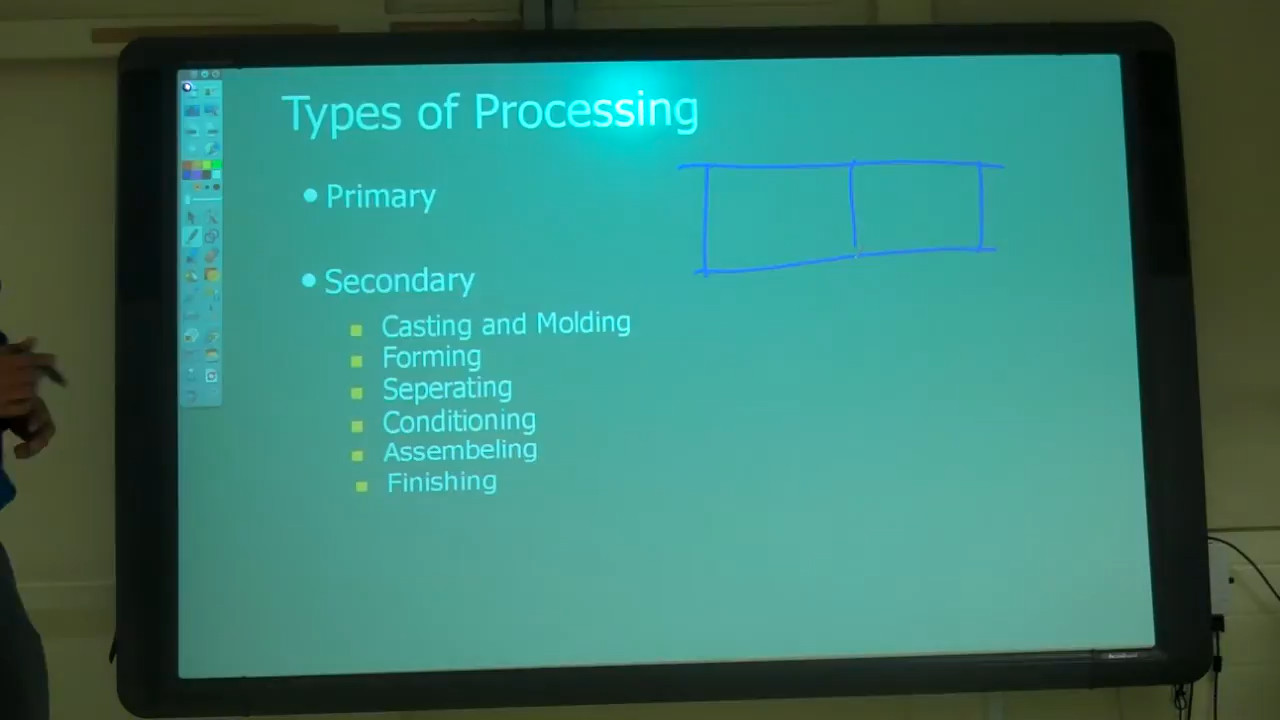 Types of Processing
Primary
Secondary
Casting and Molding
Forming
Seperating
Conditioning
Assembeling
Finishing